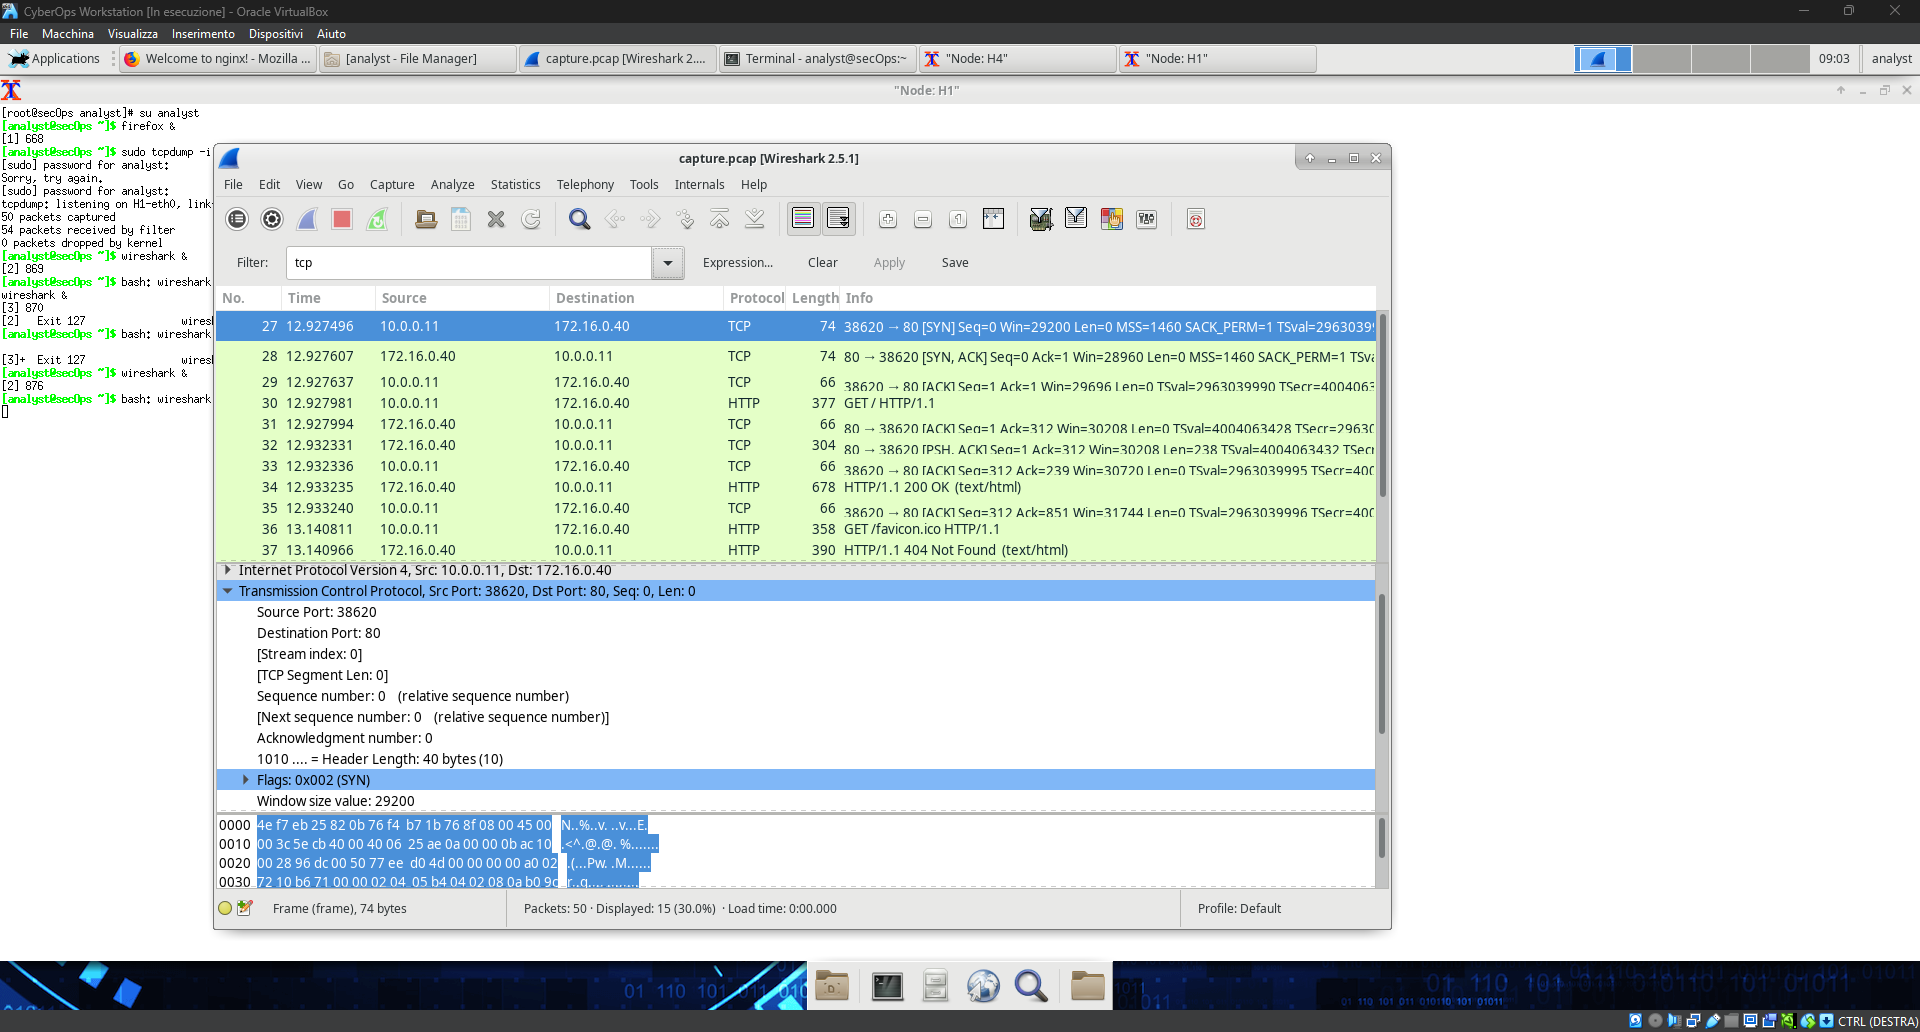 CyberOps Workstation [In esecuzione] - Oracle VirtualBox
File Macchina Visualizza Inserimento Dispositivi Aiuto
Applications Welcome to nginx! - Mozilla ... [analyst - File Manager] capture.pcap [Wireshark 2.... Terminal - analyst@secOps:~ "Node: H4" "Node: H1" 09:03 analyst
"Node: H1"
[root@secOps analyst]# su analyst
[analyst@secOps ~]$ firefox &
[1] 668
[analyst@secOps ~]$ sudo tcpdump -i
[sudo] password for analyst:
Sorry, try again.
[sudo] password for analyst:
tcpdump: listening on H1-eth0, link
50 packets captured
54 packets received by filter
0 packets dropped by kernel
[analyst@secOps ~]$ wireshark &
[2] 869
[analyst@secOps ~]$ bash: wireshark
wireshark &
[3] 870
[2] Exit 127 wiresh
[analyst@secOps ~]$ bash: wireshark
[3]+ Exit 127 wiresh
[analyst@secOps ~]$ wireshark &
[2] 876
[analyst@secOps ~]$ bash: wireshark
capture.pcap [Wireshark 2.5.1]
File Edit View Go Capture Analyze Statistics Telephony Tools Internals Help
Filter: tcp Expression... Clear Apply Save
No. Time Source Destination Protocol Length Info
27 12.927496 10.0.0.11 172.16.0.40 TCP 74 38620 → 80 [SYN] Seq=0 Win=29200 Len=0 MSS=1460 SACK_PERM=1 TSval=29630399
28 12.927607 172.16.0.40 10.0.0.11 TCP 74 80 → 38620 [SYN, ACK] Seq=0 Ack=1 Win=28960 Len=0 MSS=1460 SACK_PERM=1 TSva
29 12.927637 10.0.0.11 172.16.0.40 TCP 66 38620 → 80 [ACK] Seq=1 Ack=1 Win=29696 Len=0 TSval=2963039990 TSecr=4004063
30 12.927981 10.0.0.11 172.16.0.40 HTTP 377 GET / HTTP/1.1
31 12.927994 172.16.0.40 10.0.0.11 TCP 66 80 → 38620 [ACK] Seq=1 Ack=312 Win=30208 Len=0 TSval=4004063428 TSecr=29630
32 12.932331 172.16.0.40 10.0.0.11 TCP 304 80 → 38620 [PSH, ACK] Seq=1 Ack=312 Win=30208 Len=238 TSval=4004063432 TSecr
33 12.932336 10.0.0.11 172.16.0.40 TCP 66 38620 → 80 [ACK] Seq=312 Ack=239 Win=30720 Len=0 TSval=2963039995 TSecr=400
34 12.933235 172.16.0.40 10.0.0.11 HTTP 678 HTTP/1.1 200 OK (text/html)
35 12.933240 10.0.0.11 172.16.0.40 TCP 66 38620 → 80 [ACK] Seq=312 Ack=851 Win=31744 Len=0 TSval=2963039996 TSecr=400
36 13.140811 10.0.0.11 172.16.0.40 HTTP 358 GET /favicon.ico HTTP/1.1
37 13.140966 172.16.0.40 10.0.0.11 HTTP 390 HTTP/1.1 404 Not Found (text/html)
Internet Protocol Version 4, Src: 10.0.0.11, Dst: 172.16.0.40
Transmission Control Protocol, Src Port: 38620, Dst Port: 80, Seq: 0, Len: 0
Source Port: 38620
Destination Port: 80
[Stream index: 0]
[TCP Segment Len: 0]
Sequence number: 0 (relative sequence number)
[Next sequence number: 0 (relative sequence number)]
Acknowledgment number: 0
1010 .... = Header Length: 40 bytes (10)
Flags: 0x002 (SYN)
Window size value: 29200
0000 4e f7 eb 25 82 0b 76 f4 b7 1b 76 8f 08 00 45 00 N..%..v. ..v...E.
0010 00 3c 5e cb 40 00 40 06 25 ae 0a 00 00 0b ac 10 .<^.@.@. %.......
0020 00 28 96 dc 00 50 77 ee d0 4d 00 00 00 00 a0 02 .(...Pw. .M......
0030 72 10 b6 71 00 00 02 04 05 b4 04 02 08 0a b0 9c r..q.... ........
Frame (frame), 74 bytes Packets: 50 · Displayed: 15 (30.0%) · Load time: 0:00.000 Profile: Default
CTRL (DESTRA)